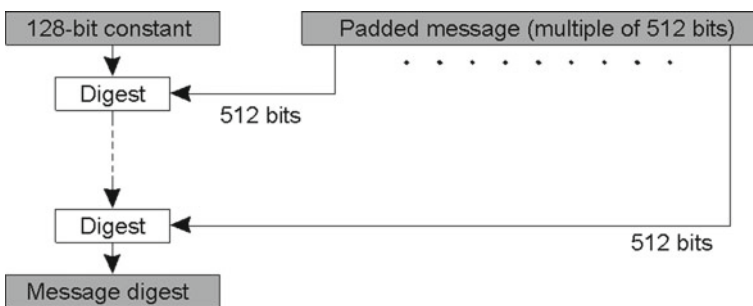 128-bit constant
Padded message (multiple of 512 bits)
Digest
512 bits
Digest
512 bits
Message digest